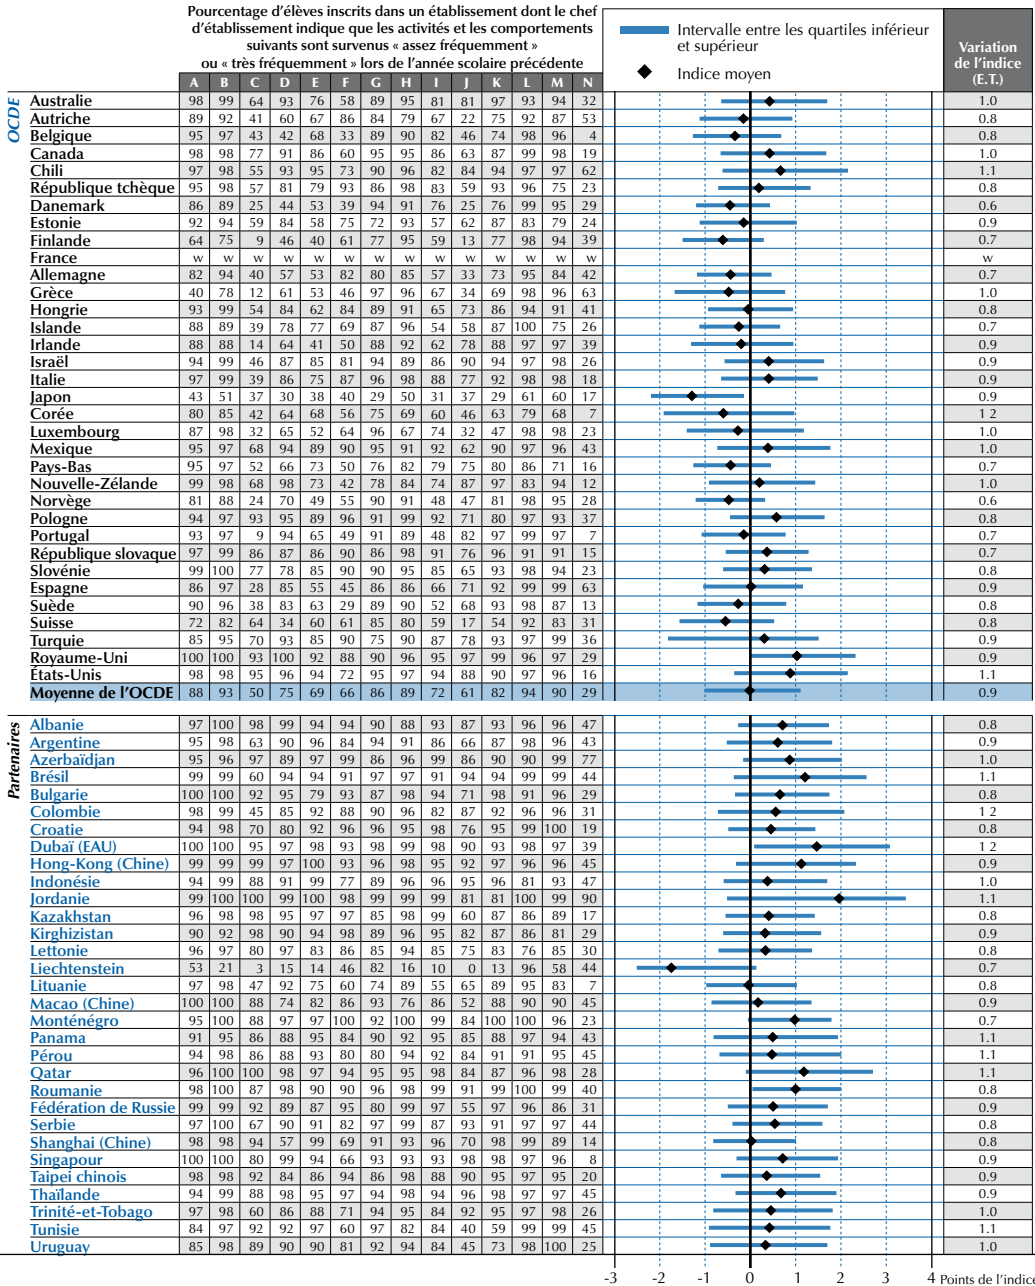 Pourcentage d'élèves inscrits dans un établissement dont le chef
d'établissement indique que les activités et les comportements
suivants sont survenus « assez fréquemment »
ou « très fréquemment » lors de l'année scolaire précédente
Intervalle entre les quartiles inférieur
et supérieur
Indice moyen
Variation
de l'indice
(E.T.)
A B C D E F G H I J K L M N
OCDE
Australie 98 99 64 93 76 58 89 95 81 81 97 93 94 32 1.0
Autriche 89 92 41 60 67 86 84 79 67 22 75 92 87 53 0.8
Belgique 95 97 43 42 68 33 89 90 82 46 74 98 96 4 0.8
Canada 98 98 77 91 86 60 95 95 86 63 87 99 98 19 1.0
Chili 97 98 55 93 95 73 90 96 82 84 94 97 97 62 1.1
République tchèque 95 98 57 81 79 93 86 98 83 59 93 96 75 23 0.8
Danemark 86 89 25 44 53 39 94 91 76 25 76 99 95 29 0.6
Estonie 92 94 59 84 58 75 72 93 57 62 87 83 79 24 0.9
Finlande 64 75 9 46 40 61 77 95 59 13 77 98 94 39 0.7
France w w w w w w w w w w w w w w w
Allemagne 82 94 40 57 53 82 80 85 57 33 73 95 84 42 0.7
Grèce 40 78 12 61 53 46 97 96 67 34 69 98 96 63 1.0
Hongrie 93 99 54 84 62 84 89 91 65 73 86 94 91 41 0.8
Islande 88 89 39 78 77 69 87 96 54 58 87 100 75 26 0.7
Irlande 88 88 14 64 41 50 88 92 62 78 88 97 97 39 0.9
Israël 94 99 46 87 85 81 94 89 86 90 94 97 98 26 0.9
Italie 97 99 39 86 75 87 96 98 88 77 92 98 98 18 0.9
Japon 43 51 37 30 38 40 29 50 31 37 29 61 60 17 0.9
Corée 80 85 42 64 68 56 75 69 60 46 63 79 68 7 1 2
Luxembourg 87 98 32 65 52 64 96 67 74 32 47 98 98 23 1.0
Mexique 95 97 68 94 89 90 95 91 92 62 90 97 96 43 1.0
Pays-Bas 95 97 52 66 73 50 76 82 79 75 80 86 71 16 0.7
Nouvelle-Zélande 99 98 68 98 73 42 78 84 74 87 97 83 94 12 1.0
Norvège 81 88 24 70 49 55 90 91 48 47 81 98 95 28 0.6
Pologne 94 97 93 95 89 96 91 99 92 71 80 97 93 37 0.8
Portugal 93 97 9 94 65 49 91 89 48 82 97 99 97 7 0.7
République slovaque 97 99 86 87 86 90 86 98 91 76 96 91 91 15 0.7
Slovénie 99 100 77 78 85 90 90 95 85 65 93 98 94 23 0.8
Espagne 86 97 28 85 55 45 86 86 66 71 92 99 99 63 0.9
Suède 90 96 38 83 63 29 89 90 52 68 93 98 87 13 0.8
Suisse 72 82 64 34 60 61 85 80 59 17 54 92 83 31 0.8
Turquie 85 95 70 93 85 90 75 90 87 78 93 97 99 36 0.9
Royaume-Uni 100 100 93 100 92 88 90 96 95 97 99 96 97 29 0.9
États-Unis 98 98 95 96 94 72 95 97 94 88 90 97 96 16 1.1
Moyenne de l'OCDE 88 93 50 75 69 66 86 89 72 61 82 94 90 29 0.9
Partenaires
Albanie 97 100 98 99 94 94 90 88 93 87 93 96 96 47 0.8
Argentine 95 98 63 90 96 84 94 91 86 66 87 98 96 43 0.9
Azerbaïdjan 95 96 97 89 97 99 86 96 99 86 90 90 99 77 1.0
Brésil 99 99 60 94 94 91 97 97 91 94 94 99 99 44 1.1
Bulgarie 100 100 92 95 79 93 87 98 94 71 98 91 96 29 0.8
Colombie 98 99 45 85 92 88 90 96 82 87 92 96 96 31 1 2
Croatie 94 98 70 80 92 96 96 95 98 76 95 99 100 19 0.8
Dubaï (EAU) 100 100 95 97 98 93 98 99 98 90 93 98 97 39 1 2
Hong-Kong (Chine) 99 99 99 97 100 93 96 98 95 92 97 96 96 45 0.9
Indonésie 94 99 88 91 99 77 89 96 96 95 96 81 93 47 1.0
Jordanie 99 100 100 99 100 98 99 99 99 81 81 100 99 90 1.1
Kazakhstan 96 98 98 95 97 97 85 98 99 60 87 86 89 17 0.8
Kirghizistan 90 92 98 90 94 98 89 96 95 82 87 86 81 29 0.9
Lettonie 96 97 80 97 83 86 85 94 85 75 83 76 85 30 0.8
Liechtenstein 53 21 3 15 14 46 82 16 10 0 13 96 58 44 0.7
Lituanie 97 98 47 92 75 60 74 89 55 65 89 95 83 7 0.8
Macao (Chine) 100 100 88 74 82 86 93 76 86 52 88 90 90 45 0.9
Monténégro 95 100 88 97 97 100 92 100 99 84 100 100 96 23 0.7
Panama 91 95 86 88 95 84 90 92 95 85 88 97 94 43 1.1
Pérou 94 98 86 88 93 80 80 94 92 84 91 91 95 45 1.1
Qatar 96 100 100 98 97 94 95 95 98 84 87 96 98 28 1.1
Roumanie 98 100 87 98 90 90 96 98 99 91 99 100 99 40 0.8
Fédération de Russie 99 99 92 89 87 95 80 99 97 55 97 96 86 31 0.9
Serbie 97 100 67 90 91 82 97 99 87 93 91 97 97 44 0.8
Shanghai (Chine) 98 98 94 57 99 69 91 93 96 70 98 99 89 14 0.8
Singapour 100 100 80 99 94 66 93 93 93 98 98 97 96 8 0.9
Taipei chinois 98 98 92 84 86 94 86 98 88 90 95 97 95 20 0.9
Thaïlande 94 99 88 98 95 97 94 98 94 96 98 97 97 45 0.9
Trinité-et-Tobago 97 98 60 86 88 71 94 95 84 92 95 97 98 26 1.0
Tunisie 84 97 92 92 97 60 97 82 84 40 59 99 99 45 1.1
Uruguay 85 98 89 90 90 81 92 94 84 45 73 98 100 25 1.0
-3 -2 -1 0 1 2 3 4 Points de l'indice